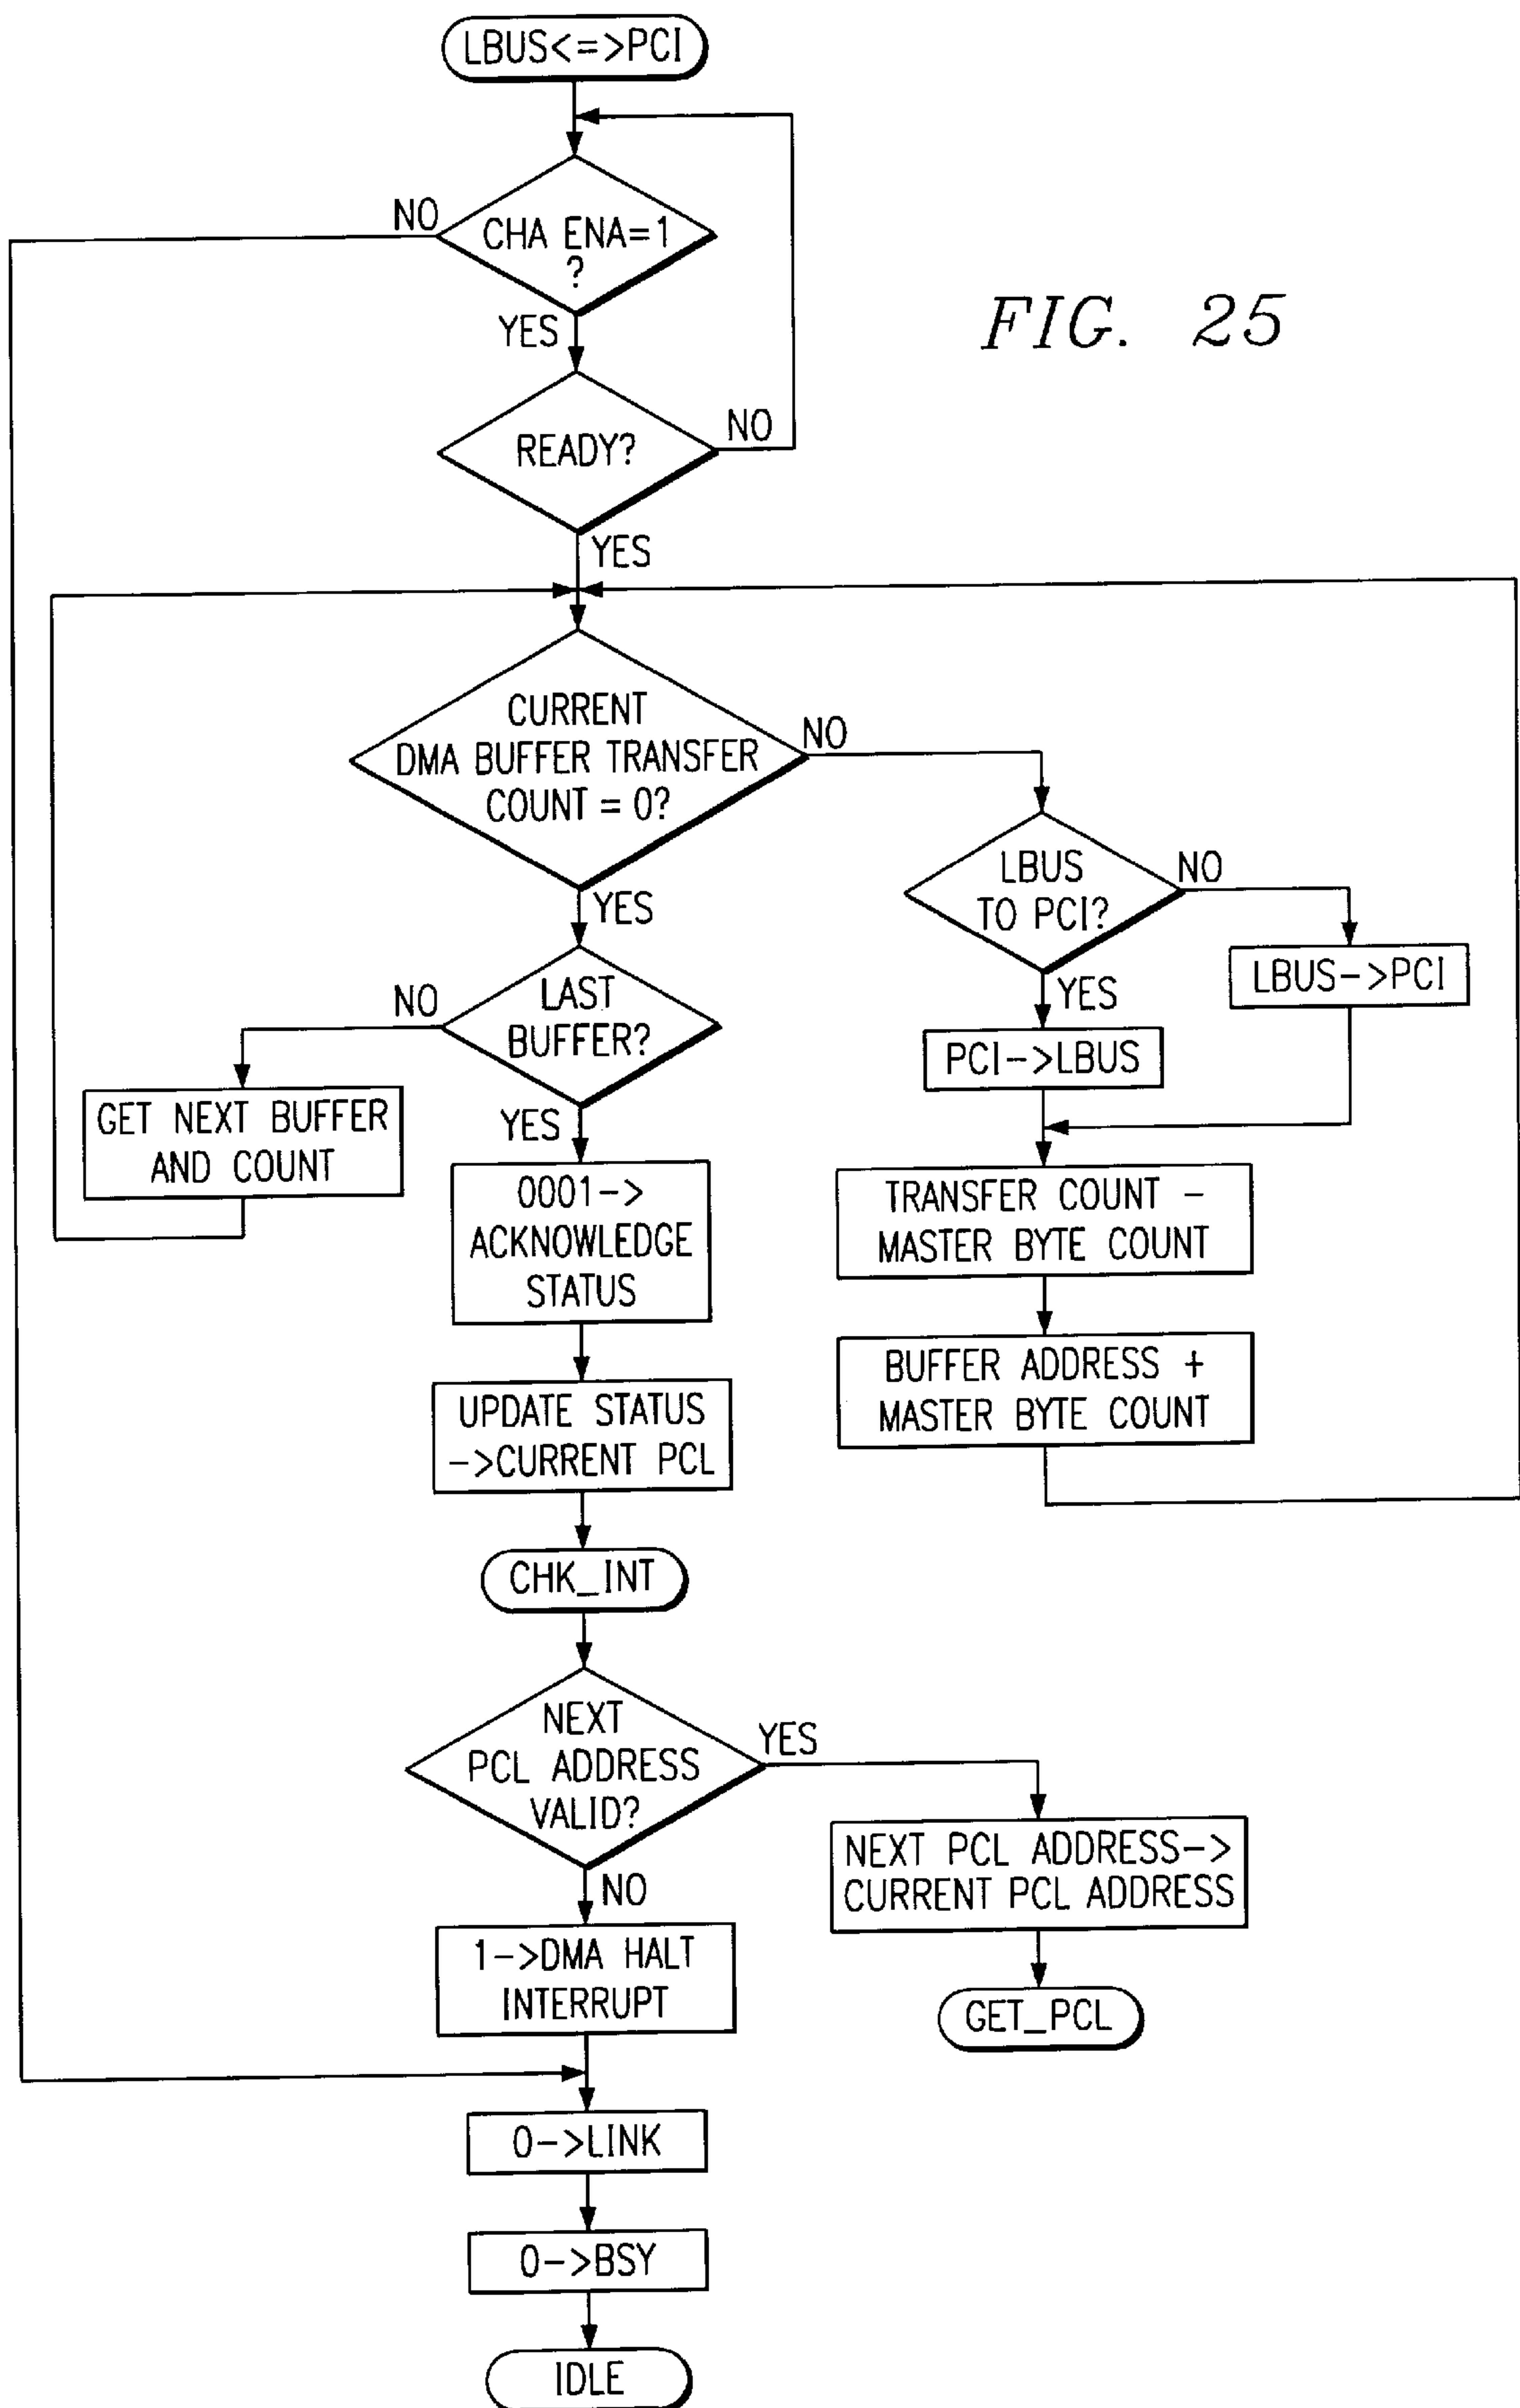 LBUS<=>PCI
NO
CHA ENA=1
?
YES
FIG. 25
READY?
NO
YES
CURRENT
DMA BUFFER TRANSFER
COUNT = 0?
NO
YES
LBUS
TO PCI?
NO
YES
LBUS->PCI
PCI->LBUS
NO
LAST
BUFFER?
YES
GET NEXT BUFFER
AND COUNT
0001->
ACKNOWLEDGE
STATUS
TRANSFER COUNT -
MASTER BYTE COUNT
BUFFER ADDRESS +
MASTER BYTE COUNT
UPDATE STATUS
->CURRENT PCL
CHK_INT
NEXT
PCL ADDRESS
VALID?
YES
NO
NEXT PCL ADDRESS->
CURRENT PCL ADDRESS
GET_PCL
1->DMA HALT
INTERRUPT
0->LINK
0->BSY
IDLE